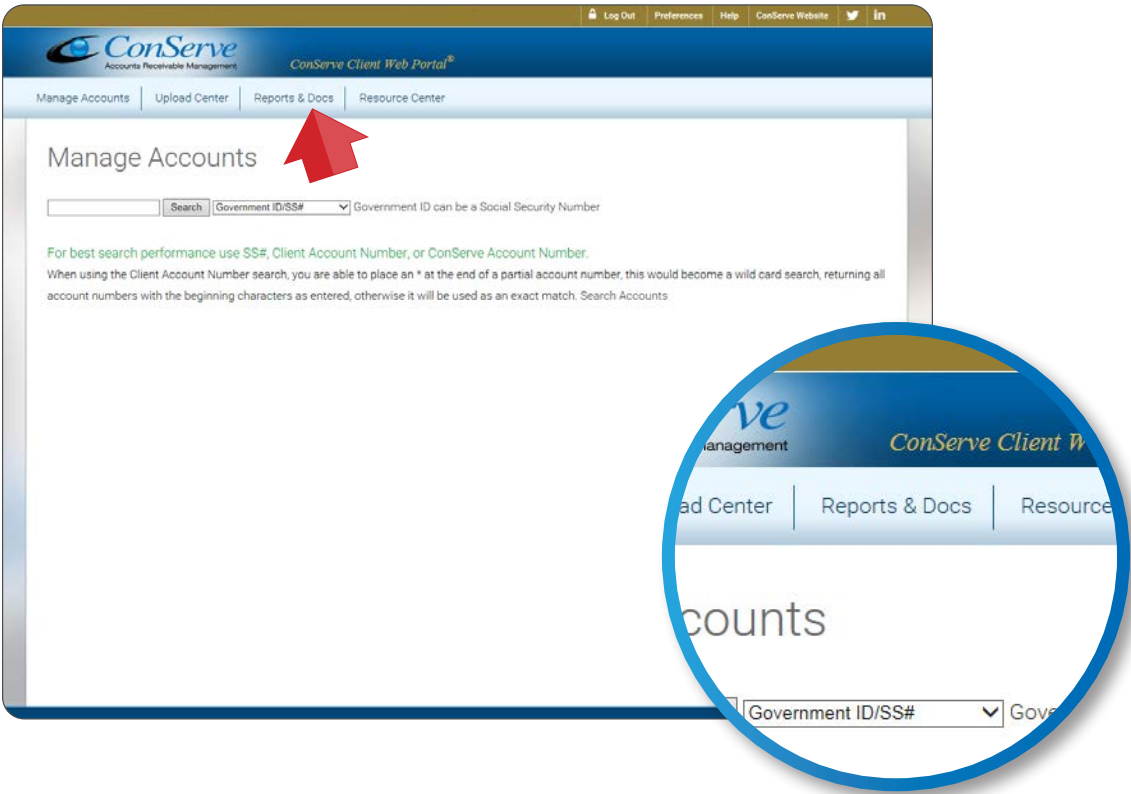 Log Out Preferences Help ConServe Website
ConServe
Accounts Receivable Management
ConServe Client Web Portal®
Manage Accounts Upload Center Reports & Docs Resource Center
Manage Accounts
Search Government ID/SS# Government ID can be a Social Security Number
For best search performance use SS#, Client Account Number, or ConServe Account Number.
When using the Client Account Number search, you are able to place an * at the end of a partial account number, this would become a wild card search, returning all
account numbers with the beginning characters as entered, otherwise it will be used as an exact match. Search Accounts
ve
anagement
ConServe Client W
ad Center Reports & Docs Resource
counts
Government ID/SS# Gove